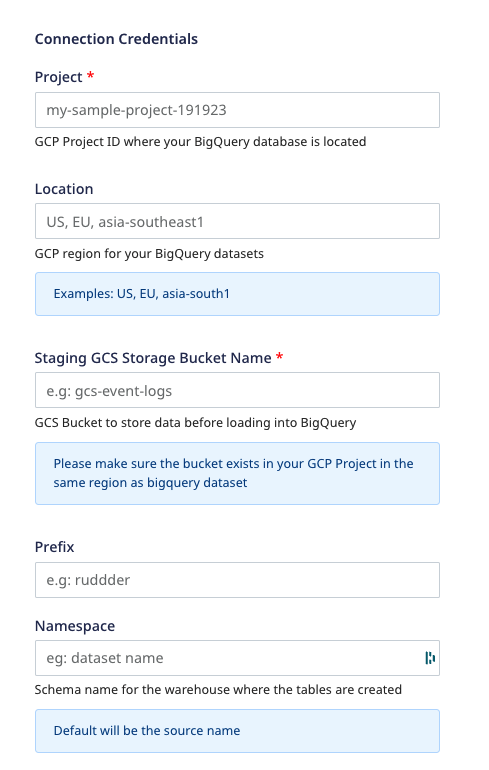 Connection Credentials
Project *
my-sample-project-191923
GCP Project ID where your BigQuery database is located
Location
US, EU, asia-southeast1
GCP region for your BigQuery datasets
Examples: US, EU, asia-south1
Staging GCS Storage Bucket Name *
e.g: gcs-event-logs
GCS Bucket to store data before loading into BigQuery
Please make sure the bucket exists in your GCP Project in the
same region as bigquery dataset
Prefix
e.g: ruddder
Namespace
eg: dataset name
Schema name for the warehouse where the tables are created
Default will be the source name